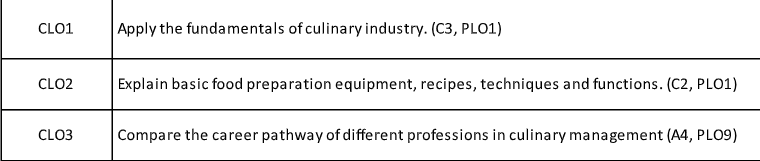 CLO1 Apply the fundamentals of culinary industry. (C3, PLO1)
CLO2 Explain basic food preparation equipment, recipes, techniques and functions. (C2, PLO1)
CLO3 Compare the career pathway of different professions in culinary management (A4, PLO9)